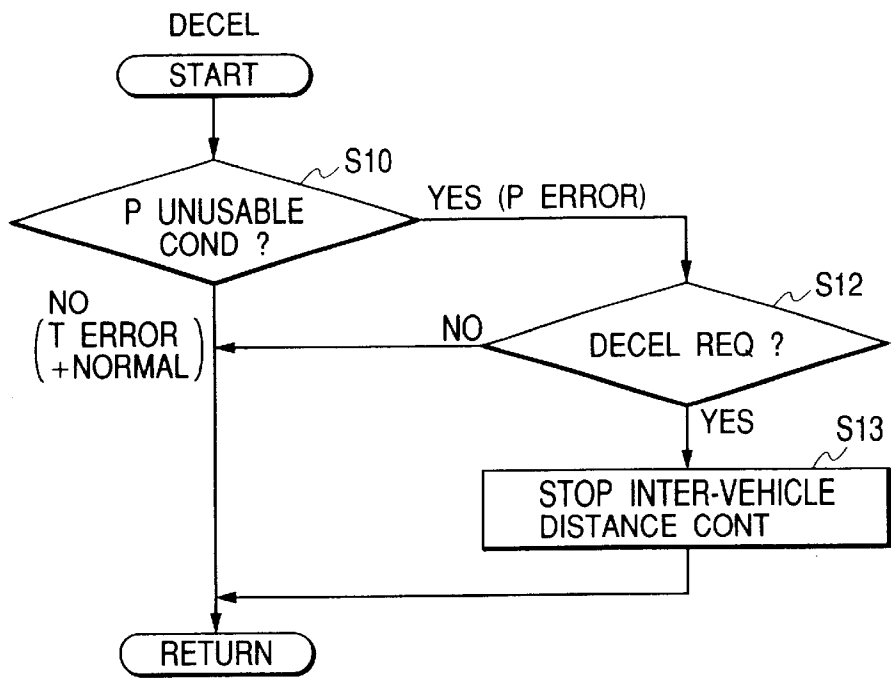 DECEL
START
S10
P UNUSABLE
COND ?
YES (P ERROR)
S12
NO
(T ERROR
+NORMAL)
NO
DECEL REQ ?
YES
S13
STOP INTER-VEHICLE
DISTANCE CONT
RETURN